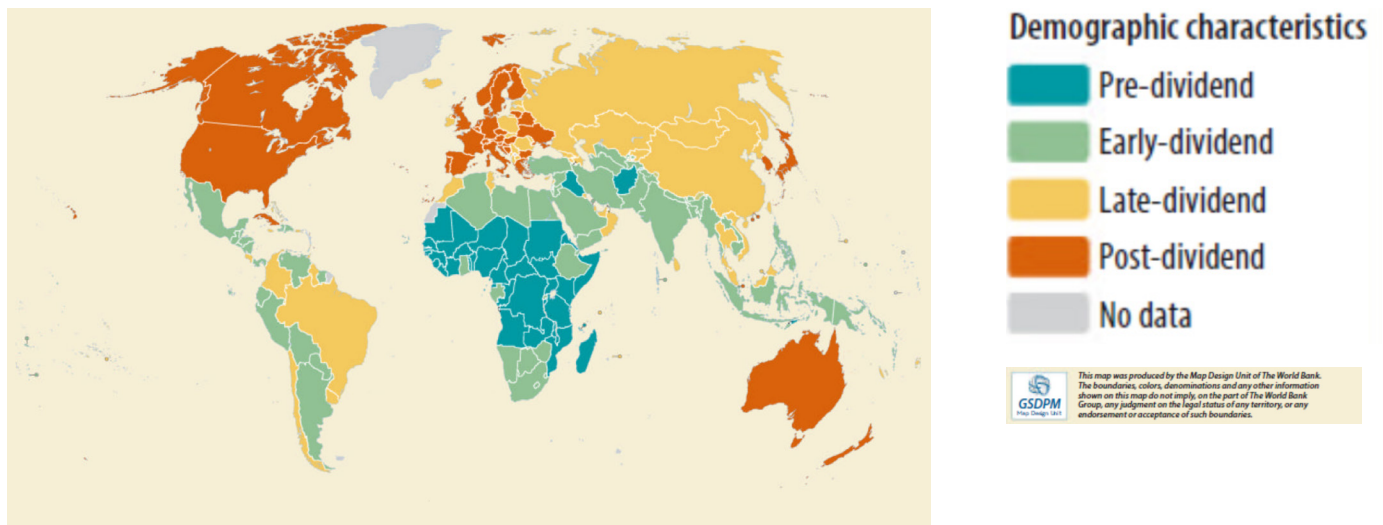 Demographic characteristics
Pre-dividend
Early-dividend
Late-dividend
Post-dividend
No data
GSDPM
Map Design Unit
This map was produced by the Map Design Unit of The World Bank.
The boundaries, colors, denominations and any other information
shown on this map do not imply, on the part of The World Bank
Group, any judgment on the legal status of any territory, or any
endorsement or acceptance of such boundaries.